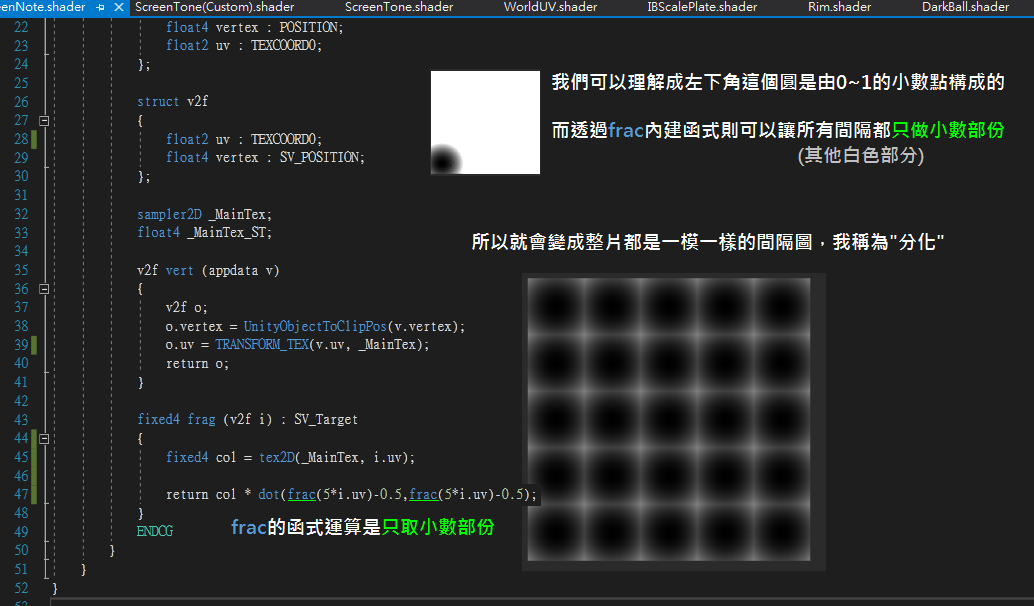 eenNote.shader ScreenTone(Custom).shader ScreenTone.shader WorldUV.shader IBScalePlate.shader Rim.shader DarkBall.shader
22 float4 vertex : POSITION;
23 float2 uv : TEXCOORD0;
24 };
25
26 struct v2f
27 {
28 float2 uv : TEXCOORD0;
29 float4 vertex : SV_POSITION;
30 };
31
32 sampler2D _MainTex;
33 float4 _MainTex_ST;
34
35 v2f vert (appdata v)
36 {
37 v2f o;
38 o.vertex = UnityObjectToClipPos(v.vertex);
39 o.uv = TRANSFORM_TEX(v.uv, _MainTex);
40 return o;
41 }
42
43 fixed4 frag (v2f i) : SV_Target
44 {
45 fixed4 col = tex2D(_MainTex, i.uv);
46
47 return col * dot(frac(5*i.uv)-0.5,frac(5*i.uv)-0.5);
48 }
49 ENDCG
50 }
51 }
52 }
我們可以理解成左下角這個圓是由0~1的小數點構成的
而透過frac內建函式則可以讓所有間隔都只做小數部份
(其他白色部分)
所以就會變成整片都是一模一樣的間隔圖，我稱為"分化"
frac的函式運算是只取小數部份